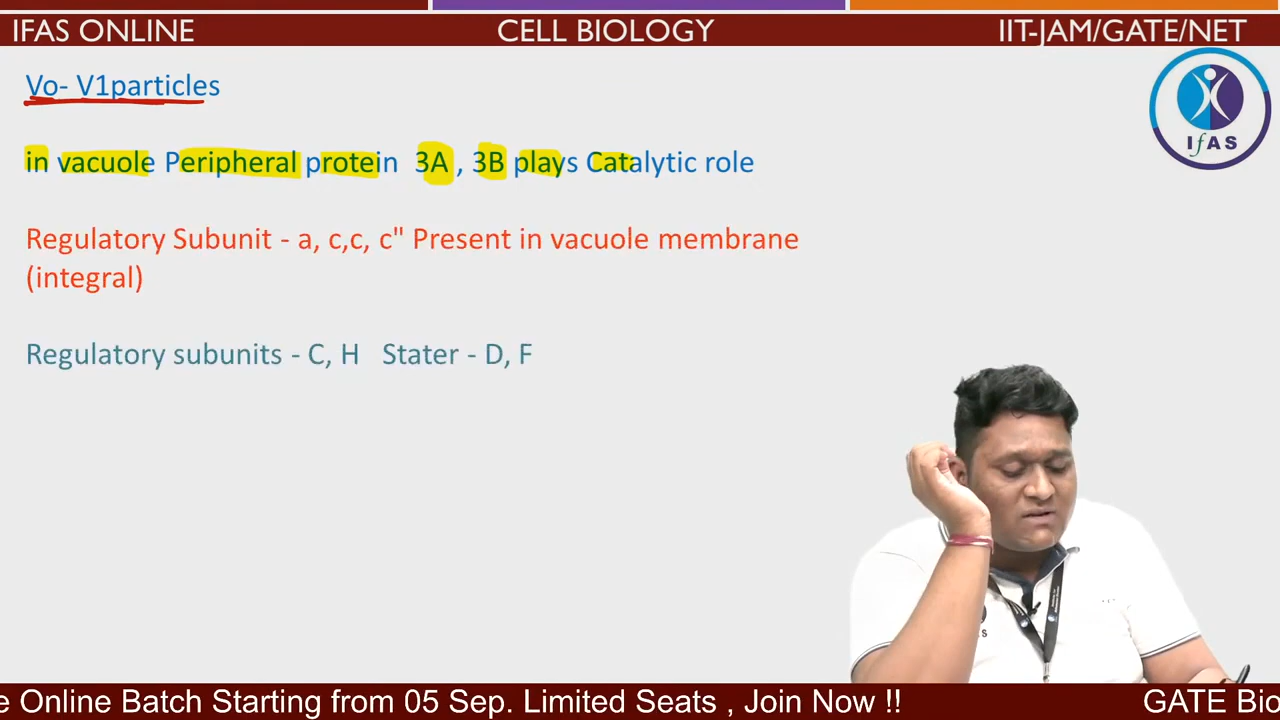 IFAS ONLINE
CELL BIOLOGY
IIT-JAM/GATE/NET
Vo- V1particles
IfAS
in vacuole Peripheral protein 3A , 3B plays Catalytic role
Regulatory Subunit - a, c,c, c" Present in vacuole membrane
(integral)
Regulatory subunits - C, H Stater - D, F
e Online Batch Starting from 05 Sep. Limited Seats , Join Now !!
GATE Bio